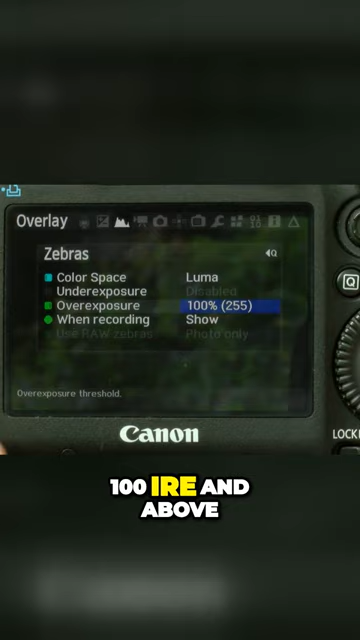 Overlay
Zebras
Color Space Luma
Underexposure Disabled
Overexposure 100% (255)
When recording Show
Use RAW zebras Photo only
Overexposure threshold.
Canon
Q
LOCK
100 IRE AND
ABOVE